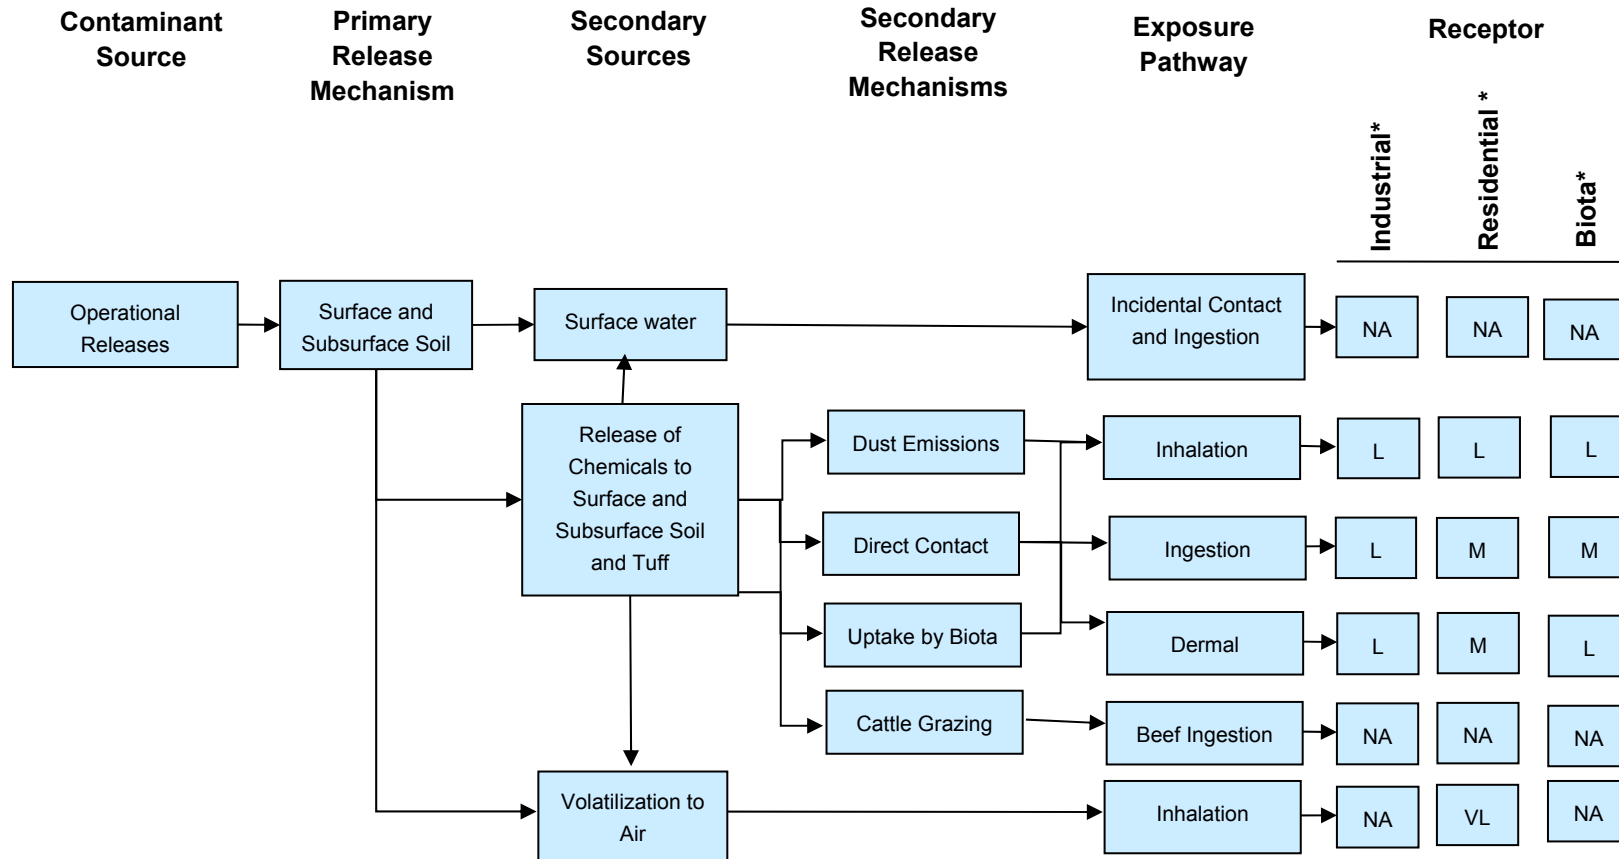 Contaminant
Source
Primary
Release
Mechanism
Secondary
Sources
Secondary
Release
Mechanisms
Exposure
Pathway
Receptor
Industrial*
Residential *
Biota*
Operational
Releases
Surface and
Subsurface Soil
Surface water
Incidental Contact
and Ingestion
NA
NA
NA
Release of
Chemicals to
Surface and
Subsurface Soil
and Tuff
Dust Emissions
Inhalation
L
L
L
Direct Contact
Ingestion
L
M
M
Uptake by Biota
Dermal
L
M
L
Cattle Grazing
Beef Ingestion
NA
NA
NA
Volatilization to
Air
Inhalation
NA
VL
NA